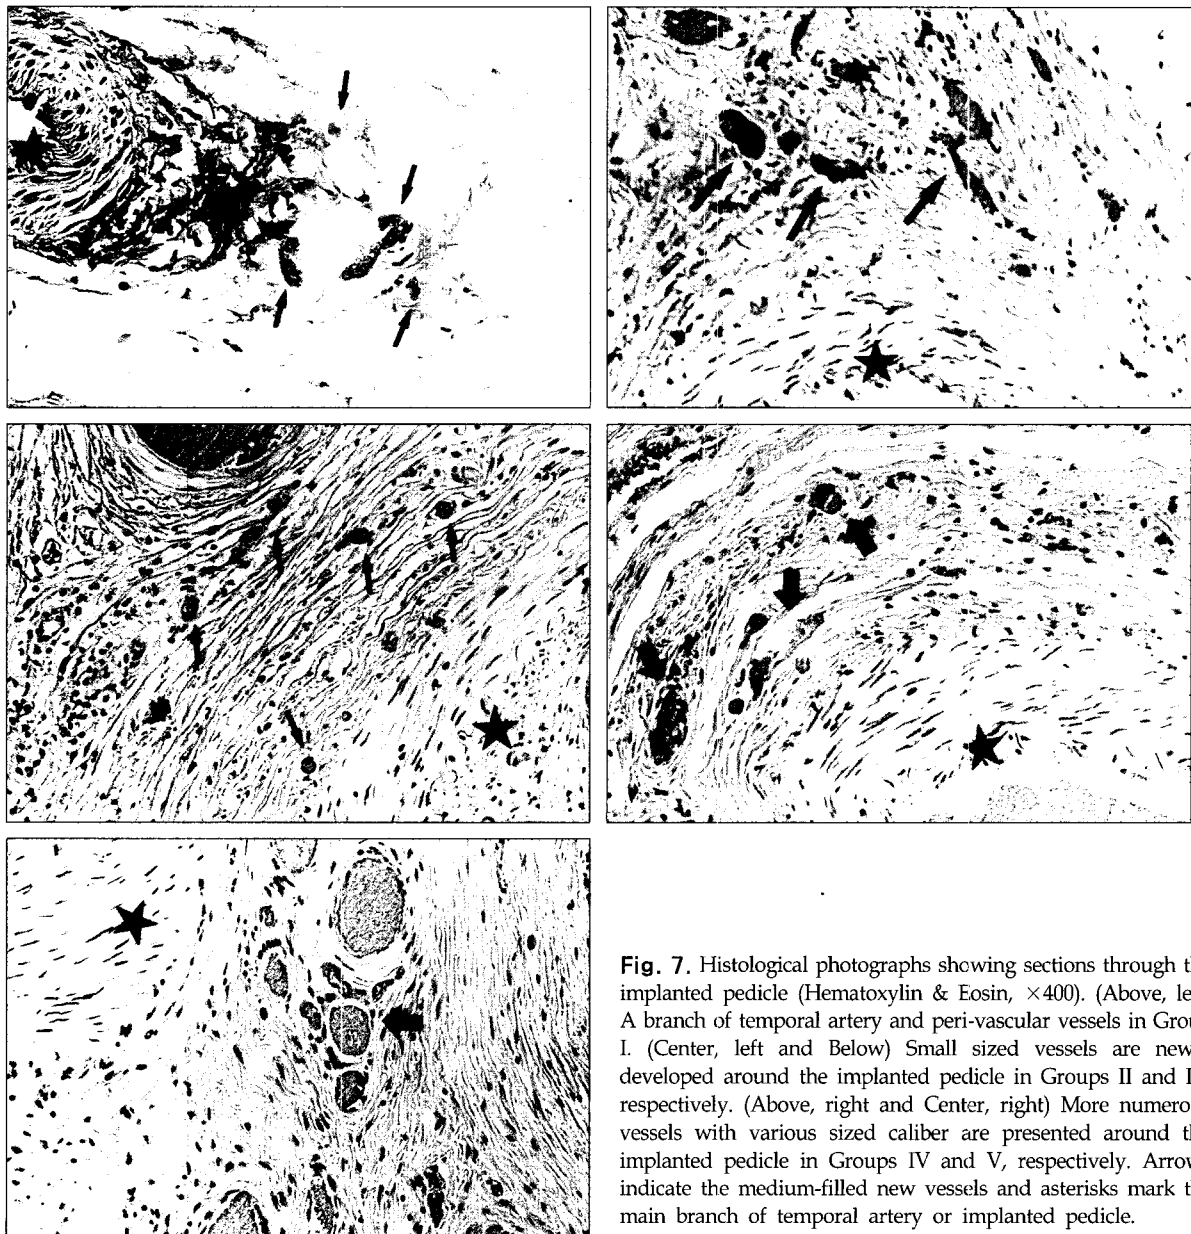 Fig. 7. Histological photographs showing sections through t
implanted pedicle (Hematoxylin & Eosin, ×400). (Above, le
A branch of temporal artery and peri-vascular vessels in Grou
I. (Center, left and Below) Small sized vessels are new
developed around the implanted pedicle in Groups II and I
respectively. (Above, right and Center, right) More numero
vessels with various sized caliber are presented around th
implanted pedicle in Groups IV and V, respectively. Arrow
indicate the medium-filled new vessels and asterisks mark t
main branch of temporal artery or implanted pedicle.